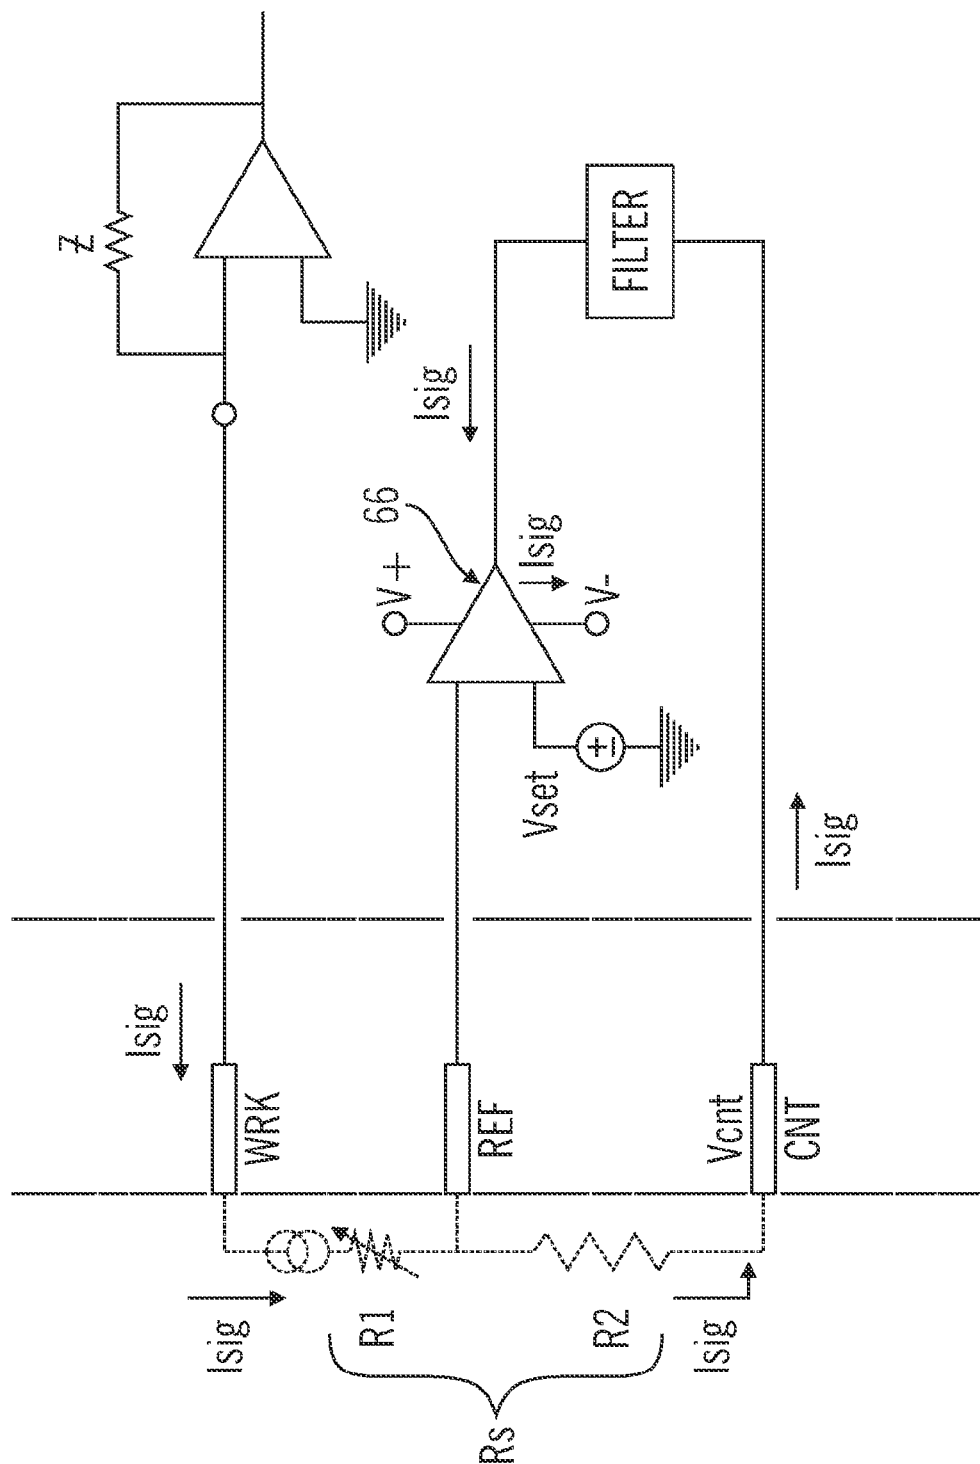 Z
Isig
WRK
Isig
R1
Rs
REF
66
V+
Isig
V-
Isig
Vset
FILTER
R2
Isig
Vcnt
CNT
Isig